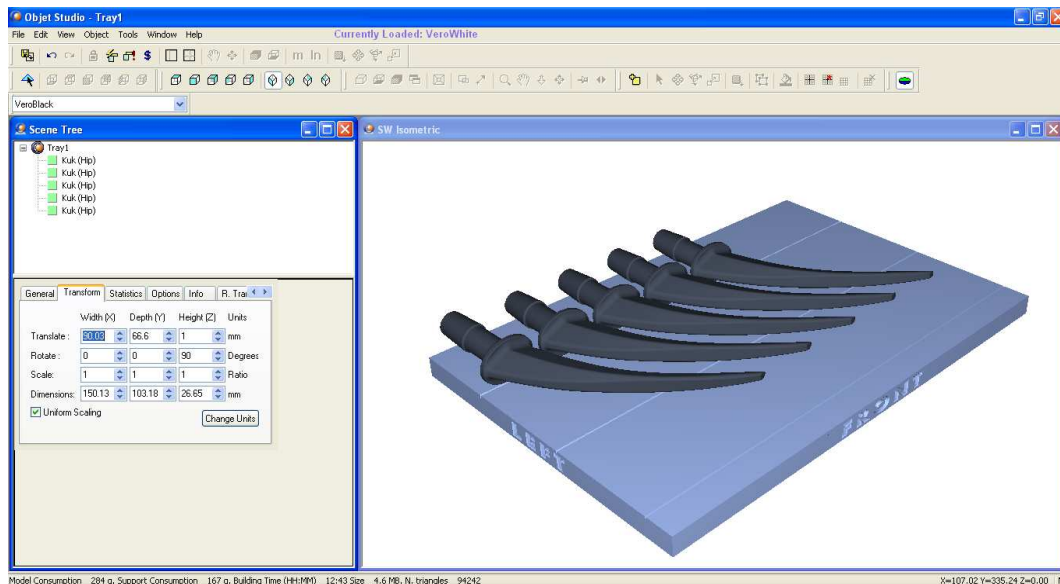 Objet Studio - Tray1
File Edit View Object Tools Window Help Currently Loaded: VeroWhite
m In
VeroBlack
Scene Tree
SW Isometric
Tray1
Kuk (Hip)
Kuk (Hip)
Kuk (Hip)
Kuk (Hip)
Kuk (Hip)
General Transform Statistics Options Info R. Trai
Width (X) Depth (Y) Height (Z) Units
Translate : 90.03 66.6 1 mm
Rotate : 0 0 90 Degrees
Scale: 1 1 1 Ratio
Dimensions: 150.13 103.18 26.65 mm
Uniform Scaling
Change Units
LEFT
FRONT
Model Consumption 284 g, Support Consumption 167 g, Building Time (HH:MM) 12:43 Size 4.6 MB, N. triangles 94242
X=107.02 Y=335.24 Z=0.00